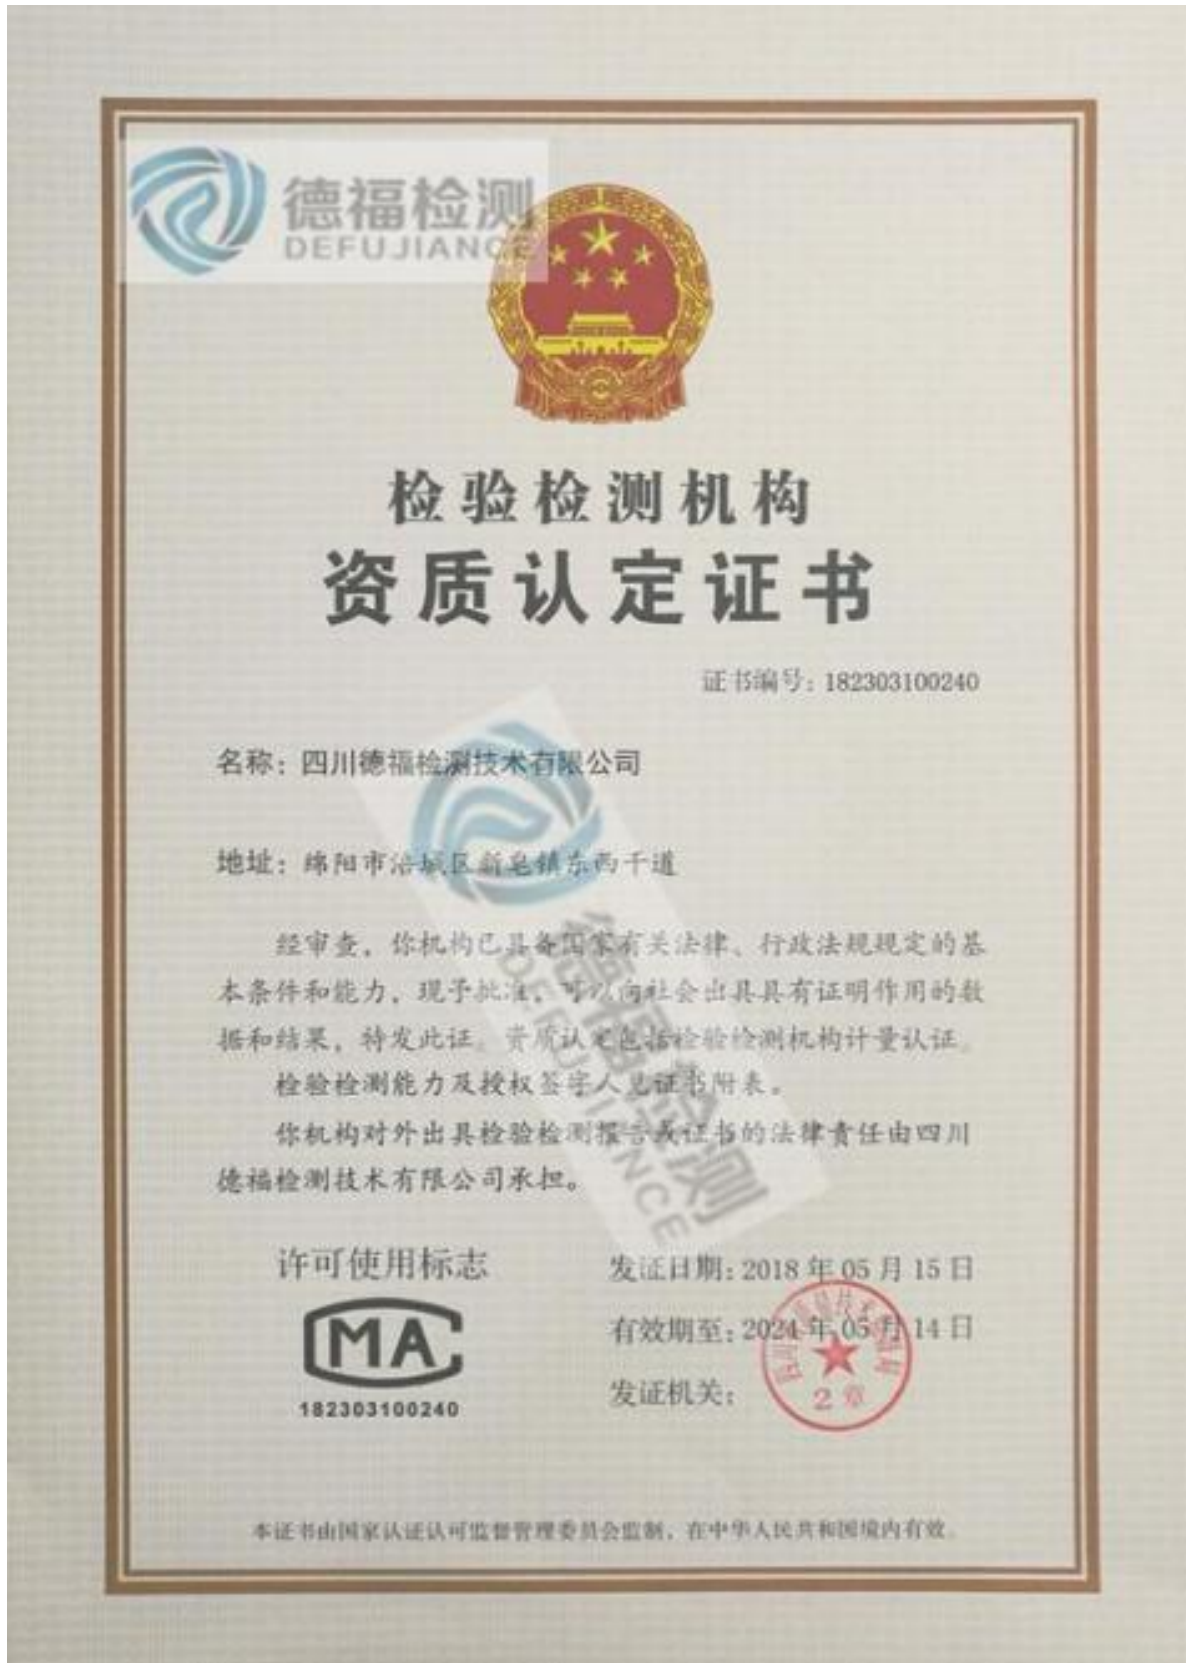 德福检测
DEFUJIANCE
检验检测机构
资质认定证书
证书编号：182303100240
名称：四川德福检测技术有限公司
地址：绵阳市涪城区新皂镇东西干道
经审查，你机构已具备国家有关法律、行政法规规定的基
本条件和能力，现予批准，可以向社会出具具有证明作用的数
据和结果，特发此证。资质认定包括检验检测机构计量认证。
检验检测能力及授权签字人见证书附表。
你机构对外出具检验检测报告或证书的法律责任由四川
德福检测技术有限公司承担。
德福检测
DEFUJIANCE
许可使用标志
MA
182303100240
发证日期：2018年05月15日
有效期至：2024年05月14日
发证机关：
2章
本证书由国家认证认可监督管理委员会监制，在中华人民共和国境内有效。